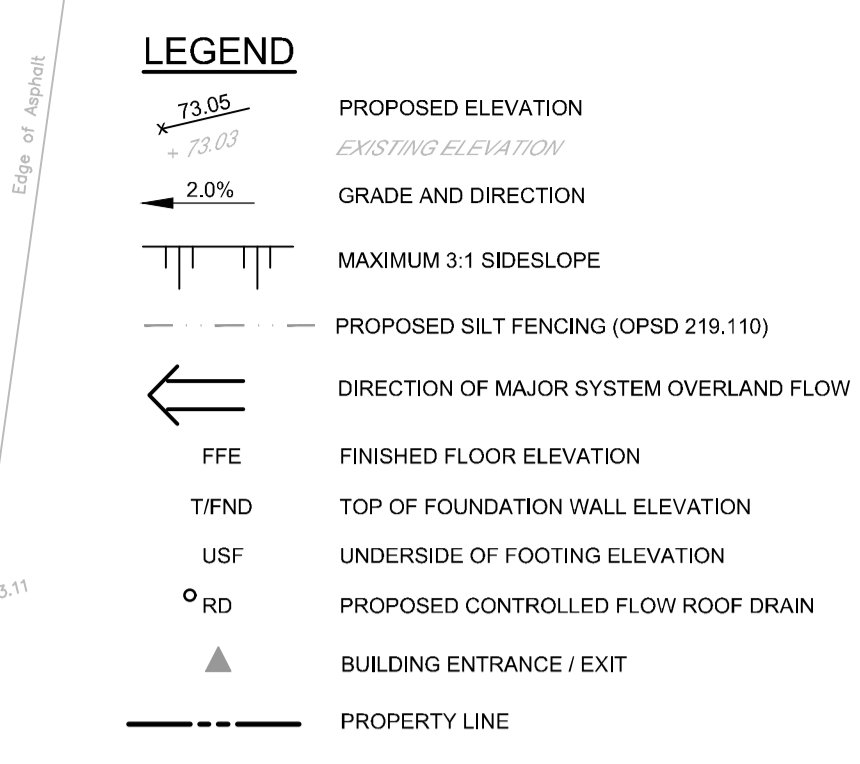 LEGEND
Edge of Asphalt
73.05 PROPOSED ELEVATION
+ 73.03 EXISTING ELEVATION
2.0% GRADE AND DIRECTION
MAXIMUM 3:1 SIDESLOPE
PROPOSED SILT FENCING (OPSD 219.110)
DIRECTION OF MAJOR SYSTEM OVERLAND FLOW
FFE FINISHED FLOOR ELEVATION
T/FND TOP OF FOUNDATION WALL ELEVATION
USF UNDERSIDE OF FOOTING ELEVATION
3.11
RD PROPOSED CONTROLLED FLOW ROOF DRAIN
BUILDING ENTRANCE / EXIT
PROPERTY LINE